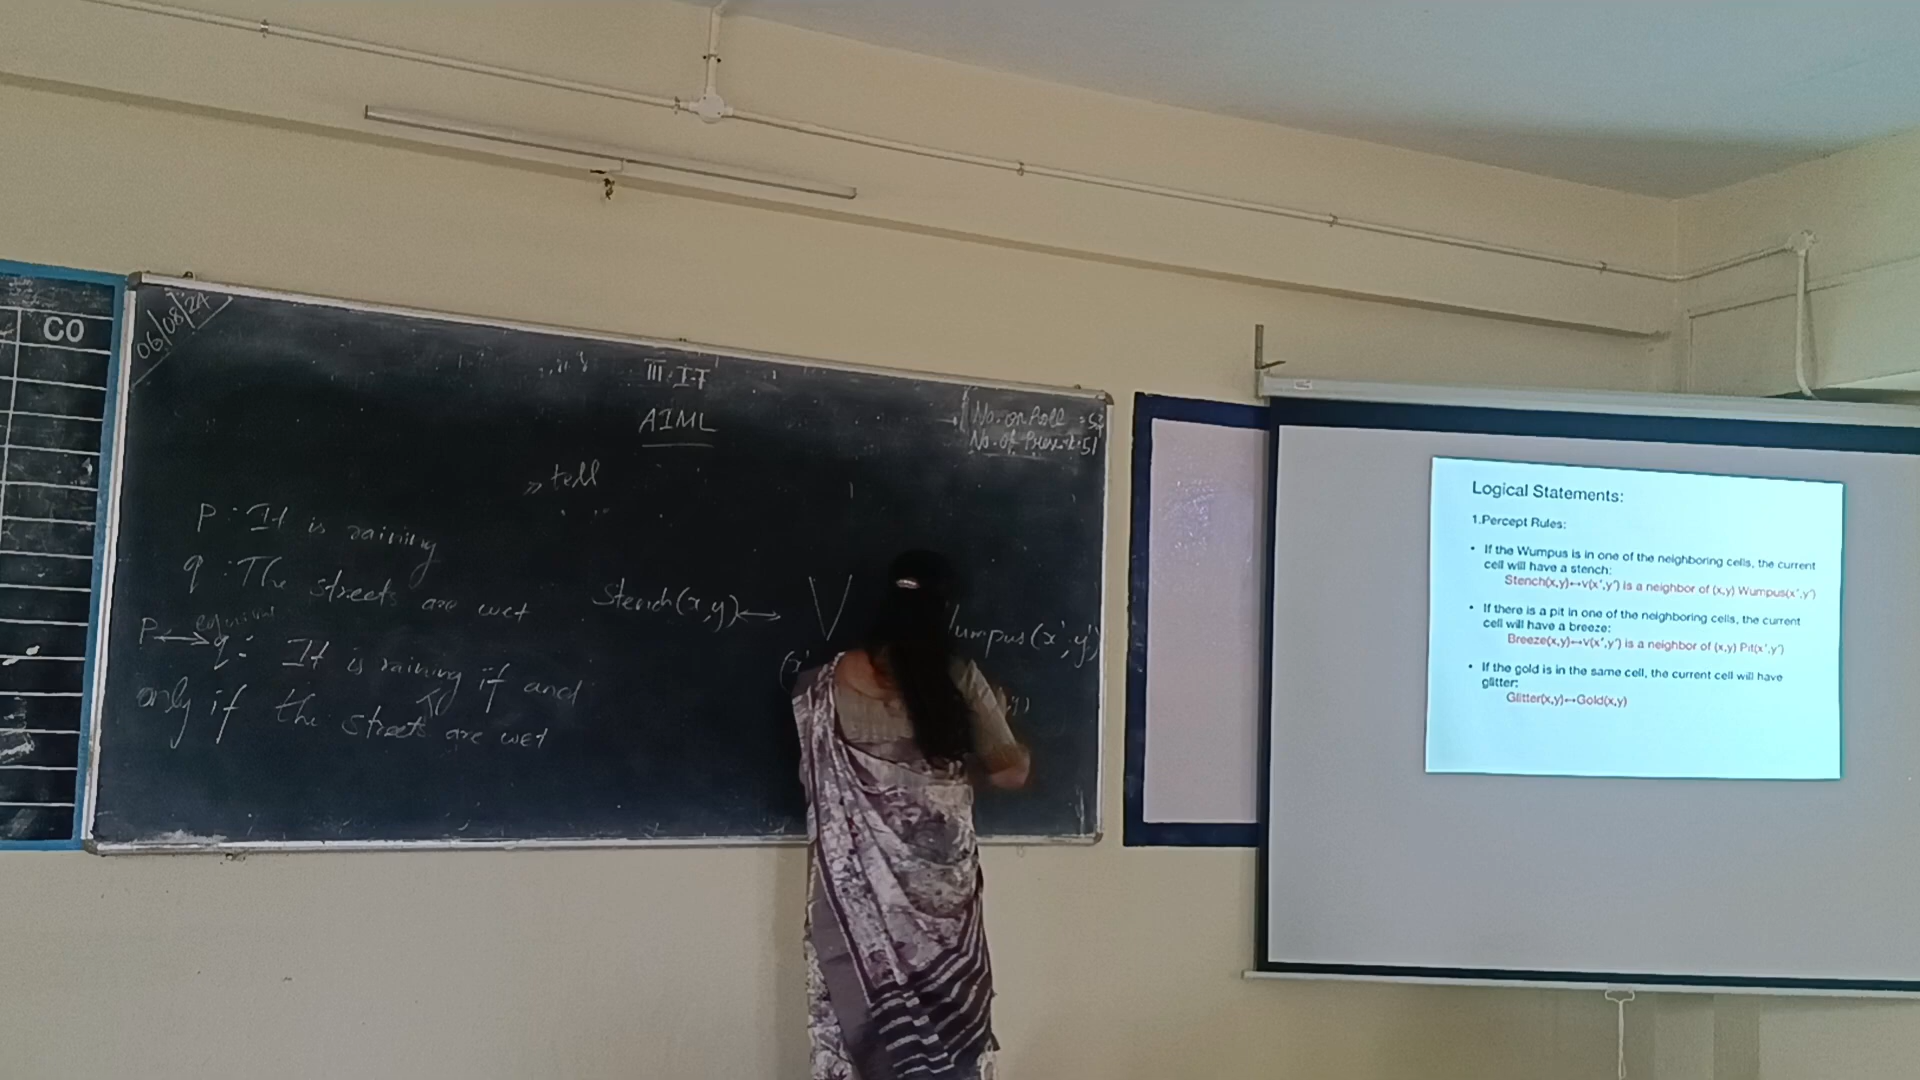 CO
06/08/24
III I.T
AIML
No. on Roll = 52
No. of Present: 51
tell
P: It is raining
q: The streets are wet
P ↔ q: It is raining if and
only if the streets are wet
Stench(x,y) ↔ V
umpus(x',y')
(x'
,y)
Logical Statements:
1.Percept Rules:
• If the Wumpus is in one of the neighboring cells, the current
cell will have a stench:
Stench(x,y)↔∨(x',y') is a neighbor of (x,y) Wumpus(x',y')
• If there is a pit in one of the neighboring cells, the current
cell will have a breeze:
Breeze(x,y)↔∨(x',y') is a neighbor of (x,y) Pit(x',y')
• If the gold is in the same cell, the current cell will have
glitter:
Glitter(x,y)↔Gold(x,y)